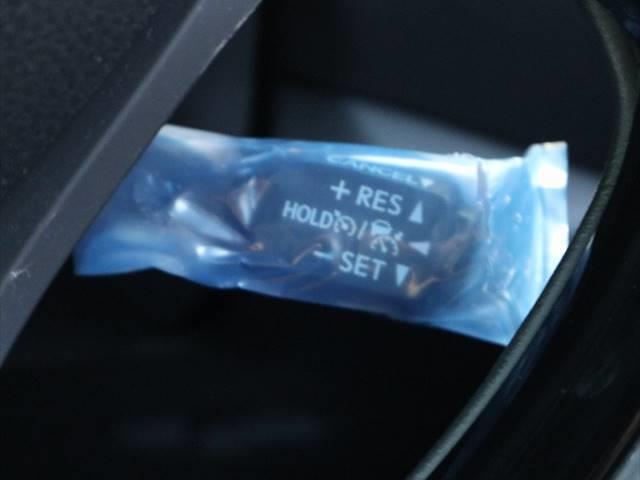 CANCEL
+ RES
HOLD /
- SET